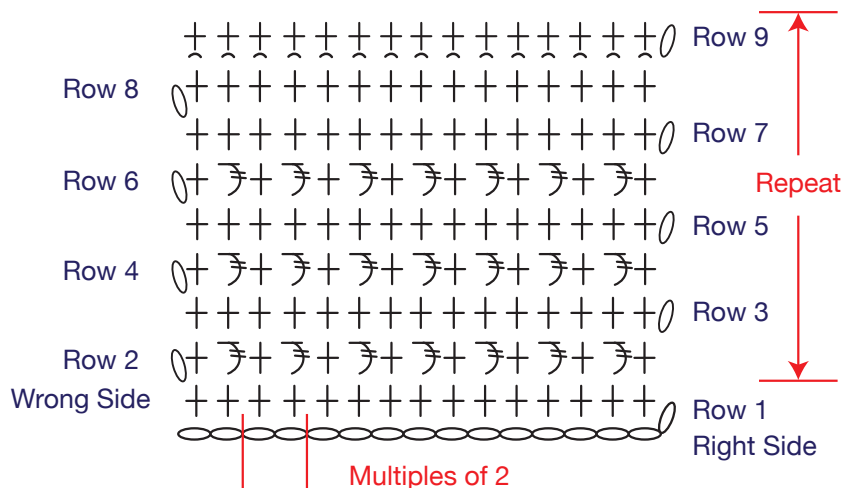 Row 9
Row 8
Row 7
Row 6
Repeat
Row 5
Row 4
Row 3
Row 2
Wrong Side
Row 1
Right Side
Multiples of 2